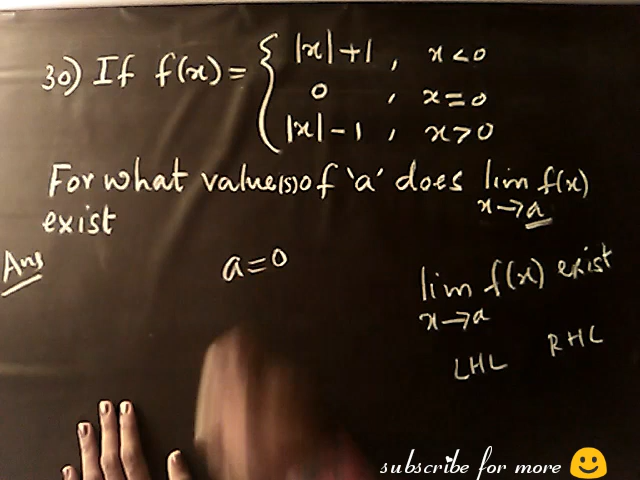 30) If f(x) = { |x|+1 , x<0
0 , x=0
|x|-1 , x>0
For what value(s) of 'a' does lim f(x)
x→a
exist
Ans
a=0
lim f(x) exist
x→a
LHL RHL
subscribe for more 🙂